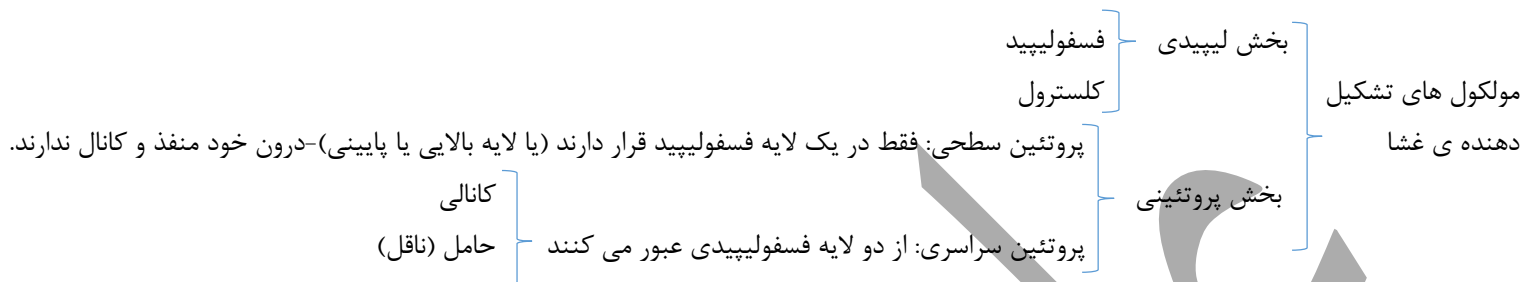 بخش لیپیدی فسفولیپید
مولکول های تشکیل کلسترول
دهنده ی غشا پروتئین سطحی: فقط در یک لایه فسفولیپید قرار دارند (یا لایه بالایی یا پایینی)-درون خود منفذ و کانال ندارند.
بخش پروتئینی کانالی
پروتئین سراسری: از دو لایه فسفولیپیدی عبور می کنند حامل (ناقل)